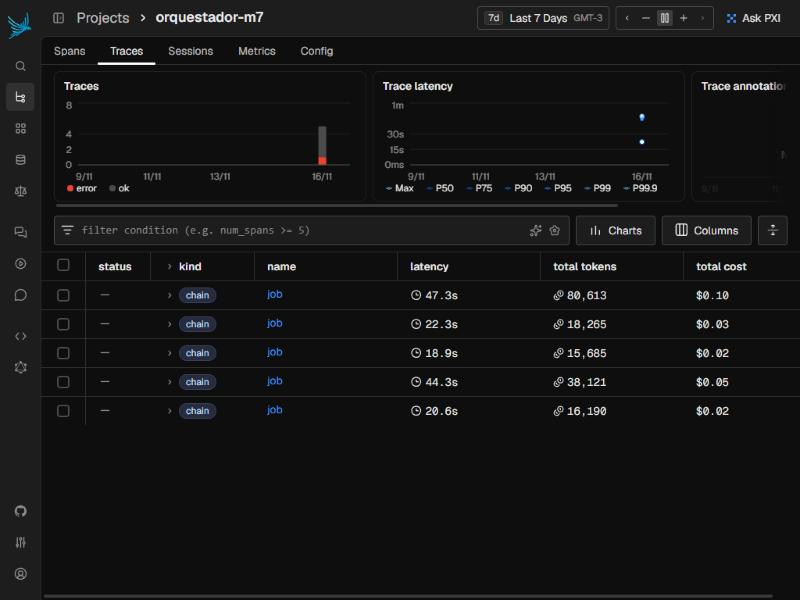 Projects > orquestador-m7
7d Last 7 Days GMT-3
Ask PXI
Spans Traces Sessions Metrics Config
Traces
8
4
2
0
9/11 11/11 13/11 16/11
error ok
Trace latency
1m
30s
15s
0ms
9/11 11/11 13/11 16/11
Max P50 P75 P90 P95 P99 P99.9
Trace annotation
9/11
filter condition (e.g. num_spans >= 5)
Charts
Columns
status kind name latency total tokens total cost
— chain job 47.3s 80,613 $0.10
— chain job 22.3s 18,265 $0.03
— chain job 18.9s 15,685 $0.02
— chain job 44.3s 38,121 $0.05
— chain job 20.6s 16,190 $0.02